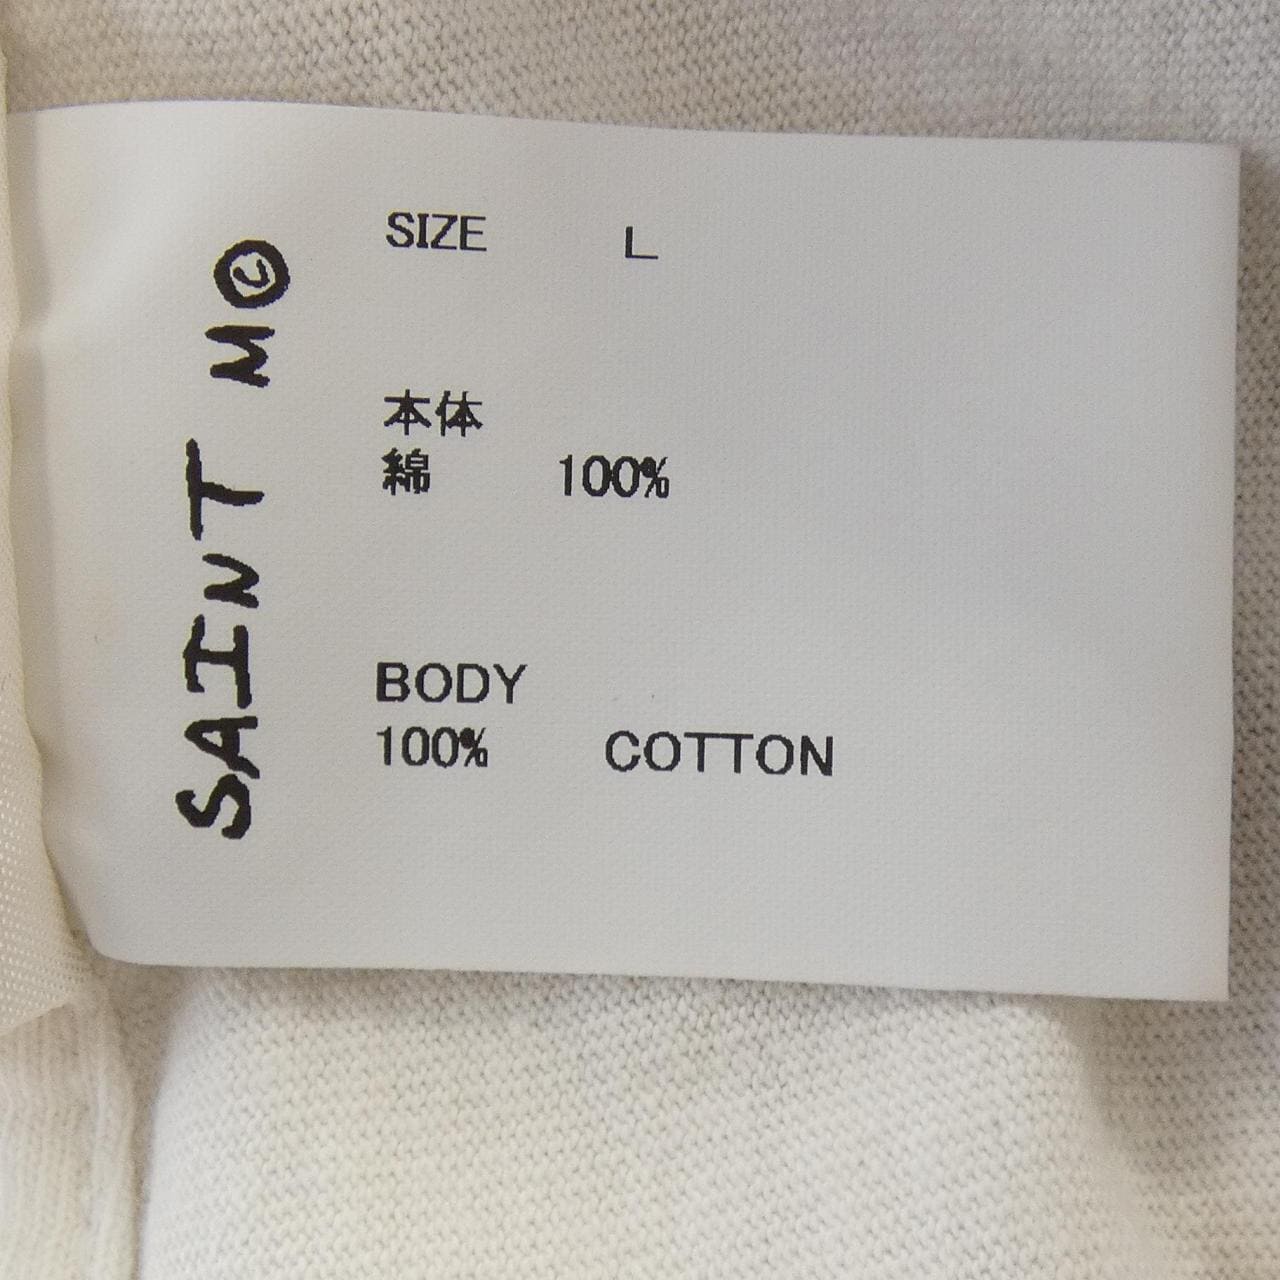 SAINT M©
SIZE L
本体
綿 100%
BODY
100% COTTON